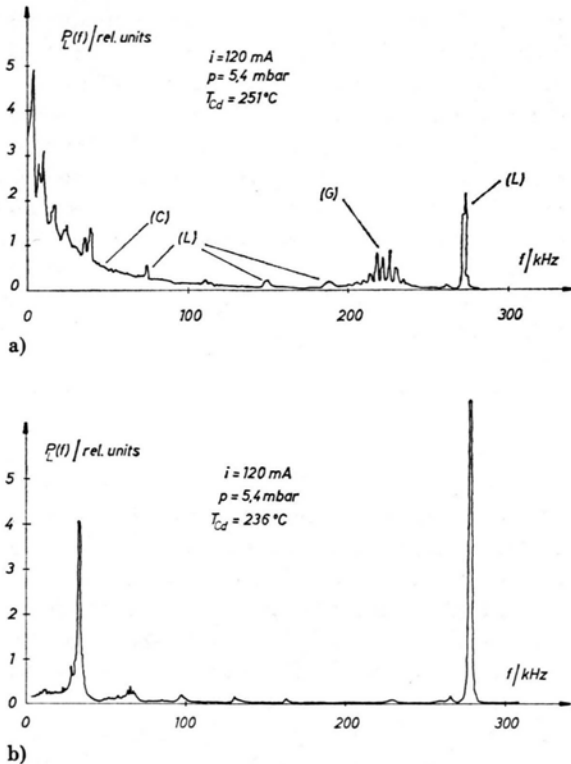 P_L(f) / rel. units
i = 120 mA
p = 5,4 mbar
T_Cd = 251°C
5
4
3
2
1
0
(C)
(L)
(G)
(L)
f / kHz
0 100 200 300
a)
P_L(f) / rel. units
i = 120 mA
p = 5,4 mbar
T_Cd = 236°C
5
4
3
2
1
0
f / kHz
0 100 200 300
b)